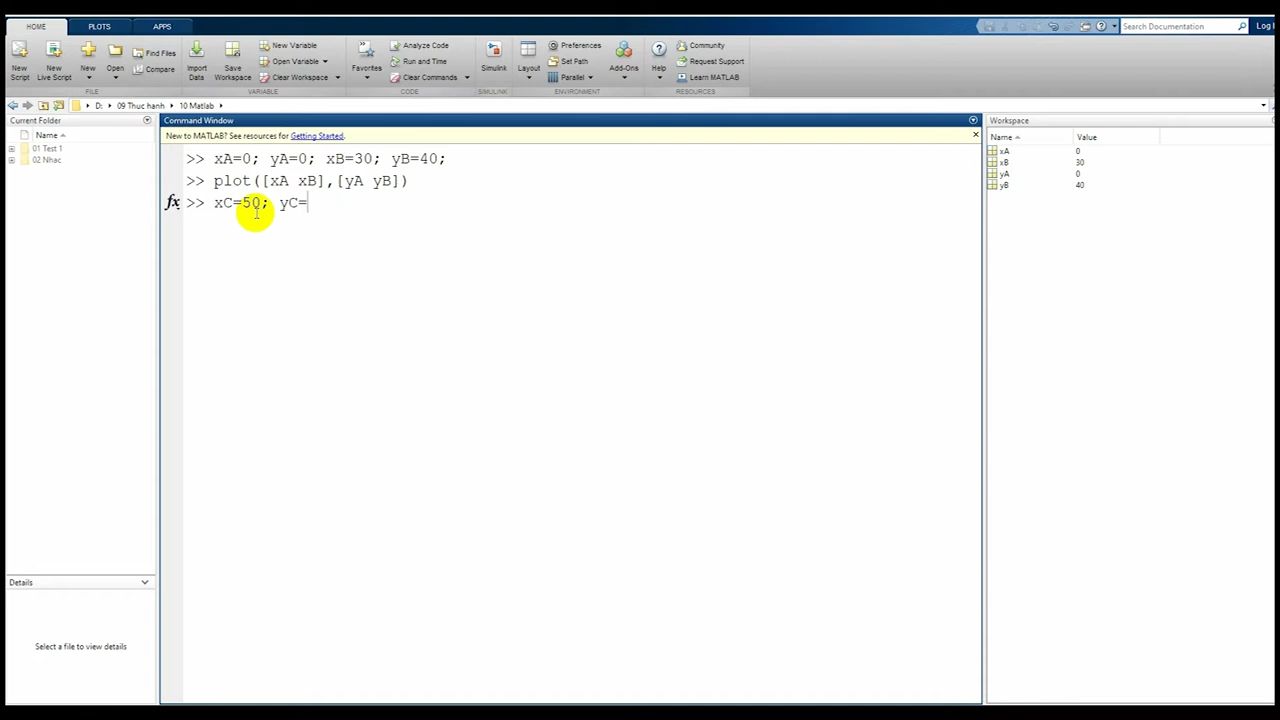 HOME PLOTS APPS Search Documentation Log
New Script New Live Script New Open Find Files Compare
Import Data Save Workspace New Variable Open Variable Clear Workspace
Favorites Analyze Code Run and Time Clear Commands
Simulink Layout Preferences Set Path Parallel Add-Ons
Help Community Request Support Learn MATLAB
FILE VARIABLE CODE SIMULINK ENVIRONMENT RESOURCES
D: 09 Thuc hanh 10 Matlab
Current Folder
Name
01 Test 1
02 Nhac
Details
Select a file to view details
Command Window
New to MATLAB? See resources for Getting Started.
>> xA=0; yA=0; xB=30; yB=40;
>> plot([xA xB],[yA yB])
fx >> xC=50; yC=
Workspace
Name Value
xA 0
xB 30
yA 0
yB 40